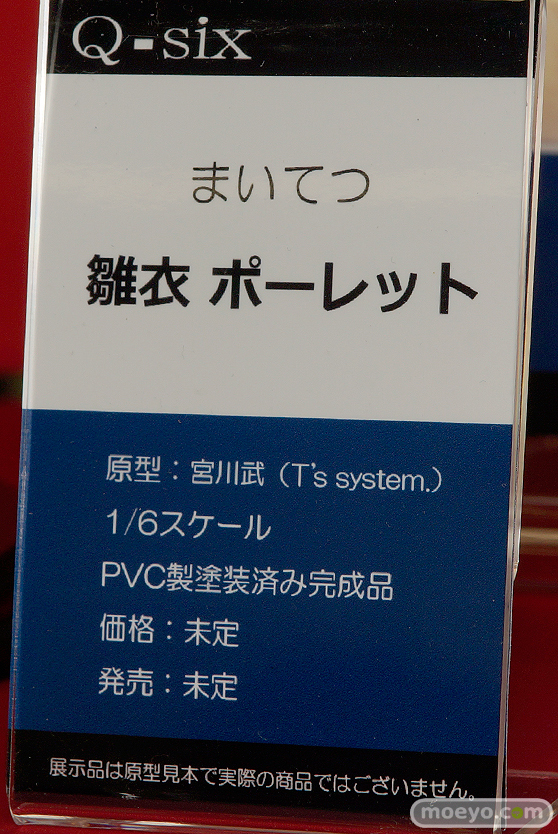 Q-six
まいてつ
雛衣 ポーレット
原型：宮川武（T's system.）
1/6スケール
PVC製塗装済み完成品
価格：未定
発売：未定
展示品は原型見本で実際の商品ではございません。
moeyo.com